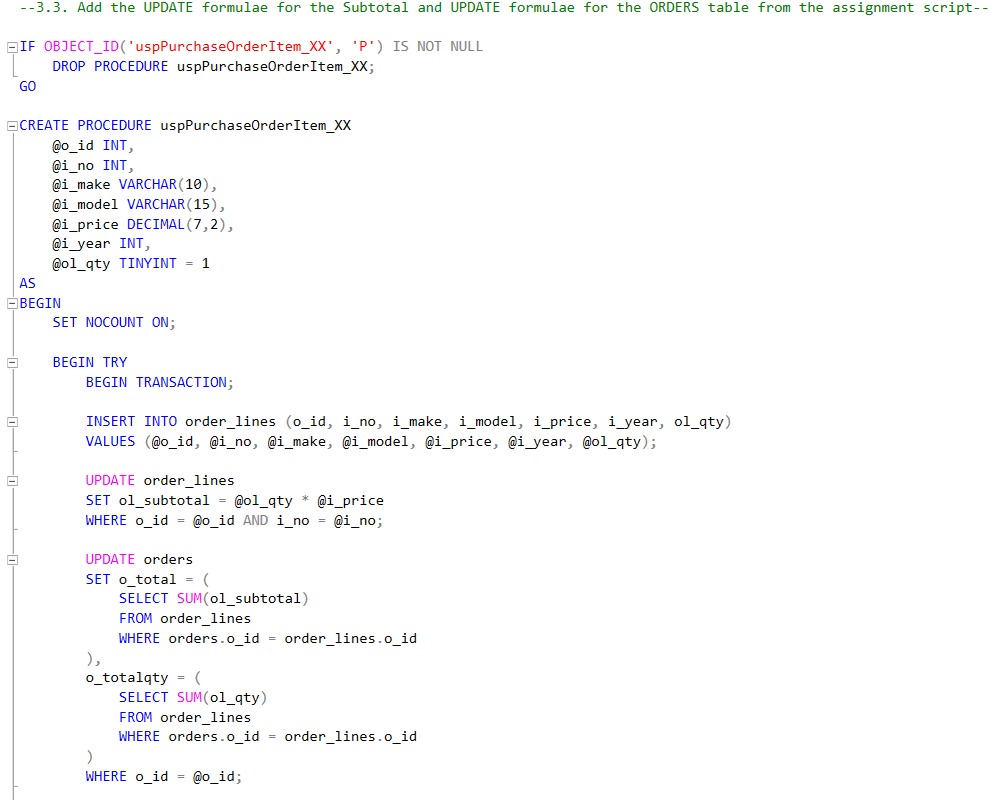 --3.3. Add the UPDATE formulae for the Subtotal and UPDATE formulae for the ORDERS table from the assignment script--
IF OBJECT_ID('uspPurchaseOrderItem_XX', 'P') IS NOT NULL
DROP PROCEDURE uspPurchaseOrderItem_XX;
GO
CREATE PROCEDURE uspPurchaseOrderItem_XX
@o_id INT,
@i_no INT,
@i_make VARCHAR(10),
@i_model VARCHAR(15),
@i_price DECIMAL(7,2),
@i_year INT,
@ol_qty TINYINT = 1
AS
BEGIN
SET NOCOUNT ON;
BEGIN TRY
BEGIN TRANSACTION;
INSERT INTO order_lines (o_id, i_no, i_make, i_model, i_price, i_year, ol_qty)
VALUES (@o_id, @i_no, @i_make, @i_model, @i_price, @i_year, @ol_qty);
UPDATE order_lines
SET ol_subtotal = @ol_qty * @i_price
WHERE o_id = @o_id AND i_no = @i_no;
UPDATE orders
SET o_total = (
SELECT SUM(ol_subtotal)
FROM order_lines
WHERE orders.o_id = order_lines.o_id
),
o_totalqty = (
SELECT SUM(ol_qty)
FROM order_lines
WHERE orders.o_id = order_lines.o_id
)
WHERE o_id = @o_id;